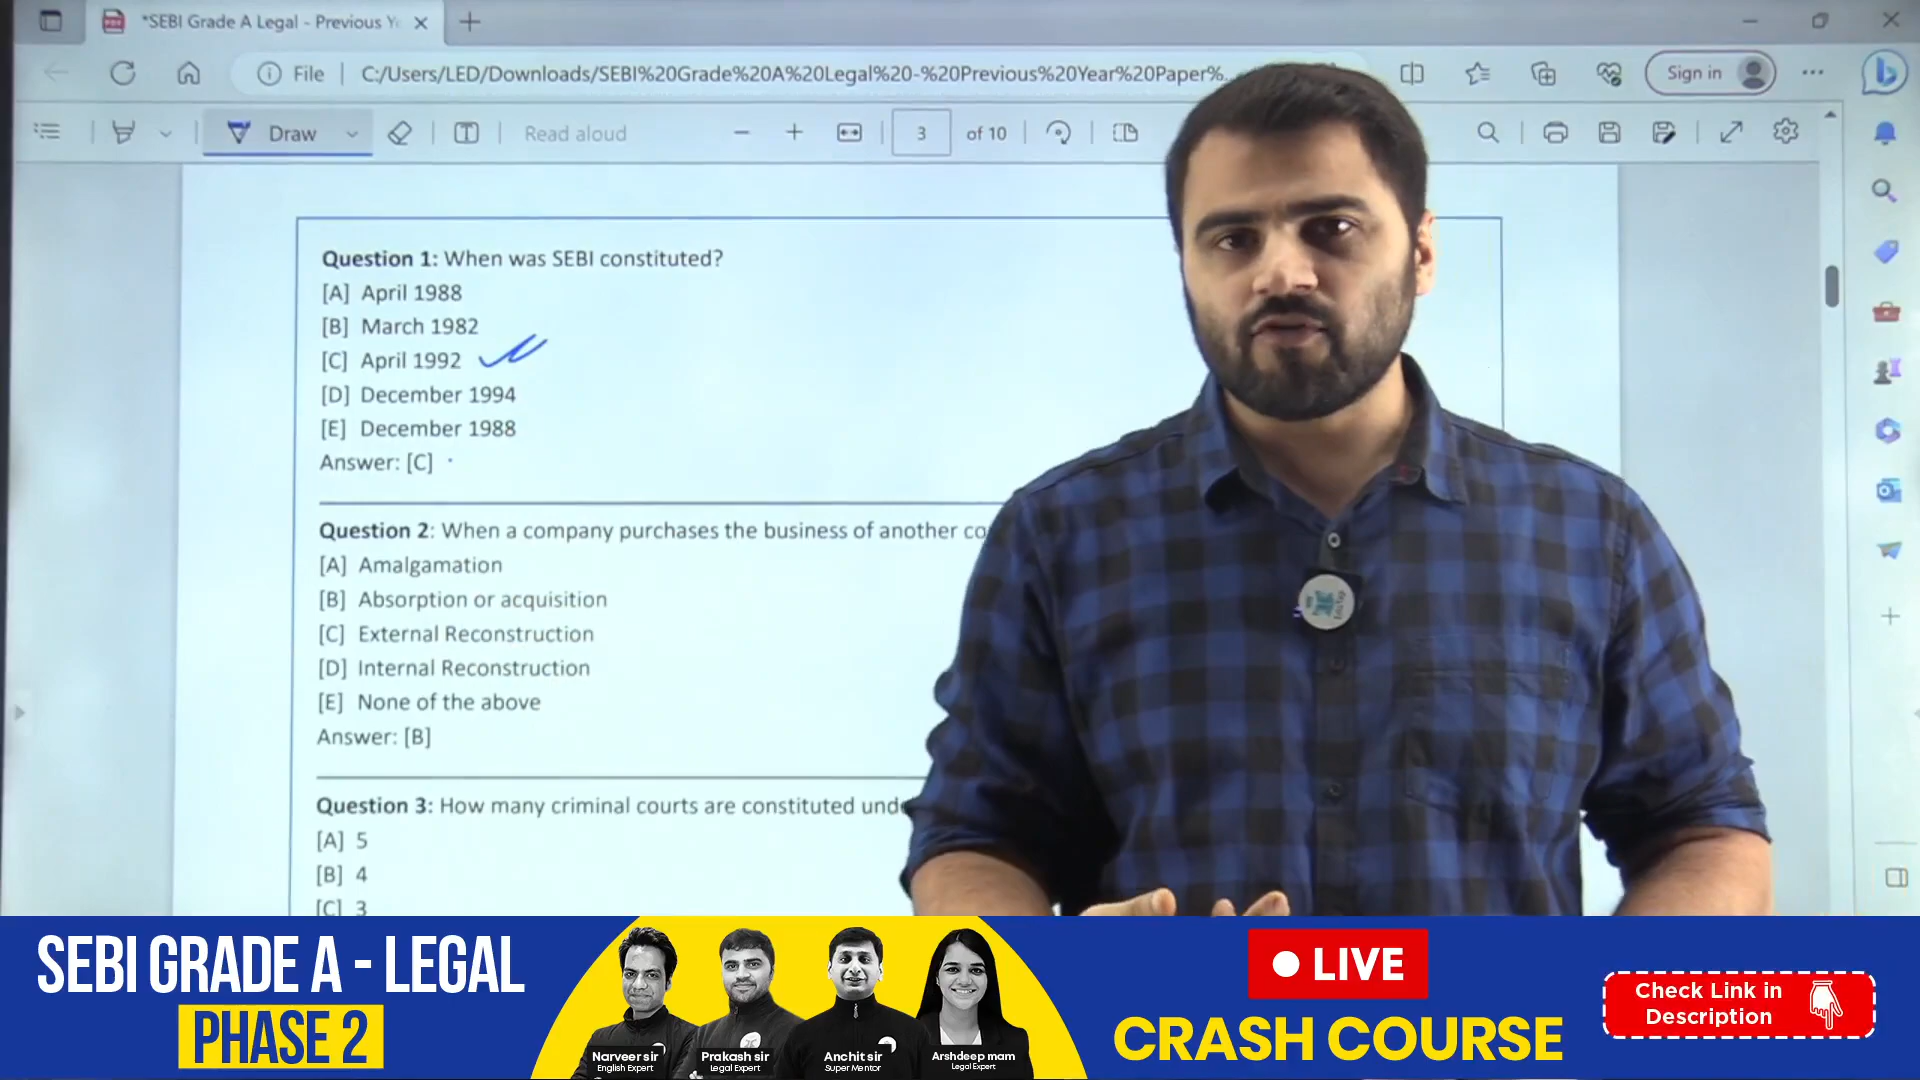 *SEBI Grade A Legal - Previous Ye
File
C:/Users/LED/Downloads/SEBI%20Grade%20A%20Legal%20-%20Previous%20Year%20Paper%...
Sign in
Draw
Read aloud
3 of 10
Question 1: When was SEBI constituted?
[A] April 1988
[B] March 1982
[C] April 1992
[D] December 1994
[E] December 1988
Answer: [C]
Question 2: When a company purchases the business of another co
[A] Amalgamation
[B] Absorption or acquisition
[C] External Reconstruction
[D] Internal Reconstruction
[E] None of the above
Answer: [B]
Question 3: How many criminal courts are constituted unde
[A] 5
[B] 4
[C] 3
SEBI GRADE A - LEGAL
PHASE 2
Narveer sir
English Expert
Prakash sir
Legal Expert
Anchit sir
Super Mentor
Arshdeep mam
Legal Expert
LIVE
CRASH COURSE
Check Link in
Description